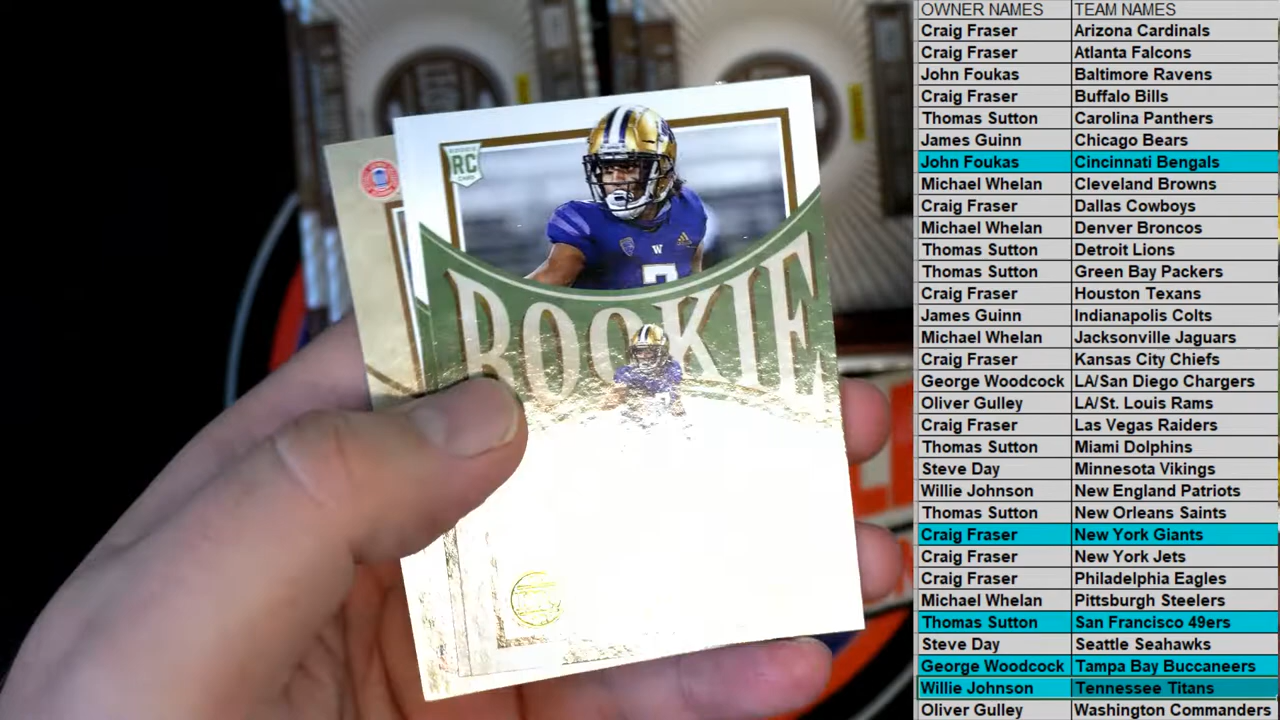 RC
ROOKIE
W
7
OWNER NAMES TEAM NAMES
Craig Fraser Arizona Cardinals
Craig Fraser Atlanta Falcons
John Foukas Baltimore Ravens
Craig Fraser Buffalo Bills
Thomas Sutton Carolina Panthers
James Guinn Chicago Bears
John Foukas Cincinnati Bengals
Michael Whelan Cleveland Browns
Craig Fraser Dallas Cowboys
Michael Whelan Denver Broncos
Thomas Sutton Detroit Lions
Thomas Sutton Green Bay Packers
Craig Fraser Houston Texans
James Guinn Indianapolis Colts
Michael Whelan Jacksonville Jaguars
Craig Fraser Kansas City Chiefs
George Woodcock LA/San Diego Chargers
Oliver Gulley LA/St. Louis Rams
Craig Fraser Las Vegas Raiders
Thomas Sutton Miami Dolphins
Steve Day Minnesota Vikings
Willie Johnson New England Patriots
Thomas Sutton New Orleans Saints
Craig Fraser New York Giants
Craig Fraser New York Jets
Craig Fraser Philadelphia Eagles
Michael Whelan Pittsburgh Steelers
Thomas Sutton San Francisco 49ers
Steve Day Seattle Seahawks
George Woodcock Tampa Bay Buccaneers
Willie Johnson Tennessee Titans
Oliver Gulley Washington Commanders